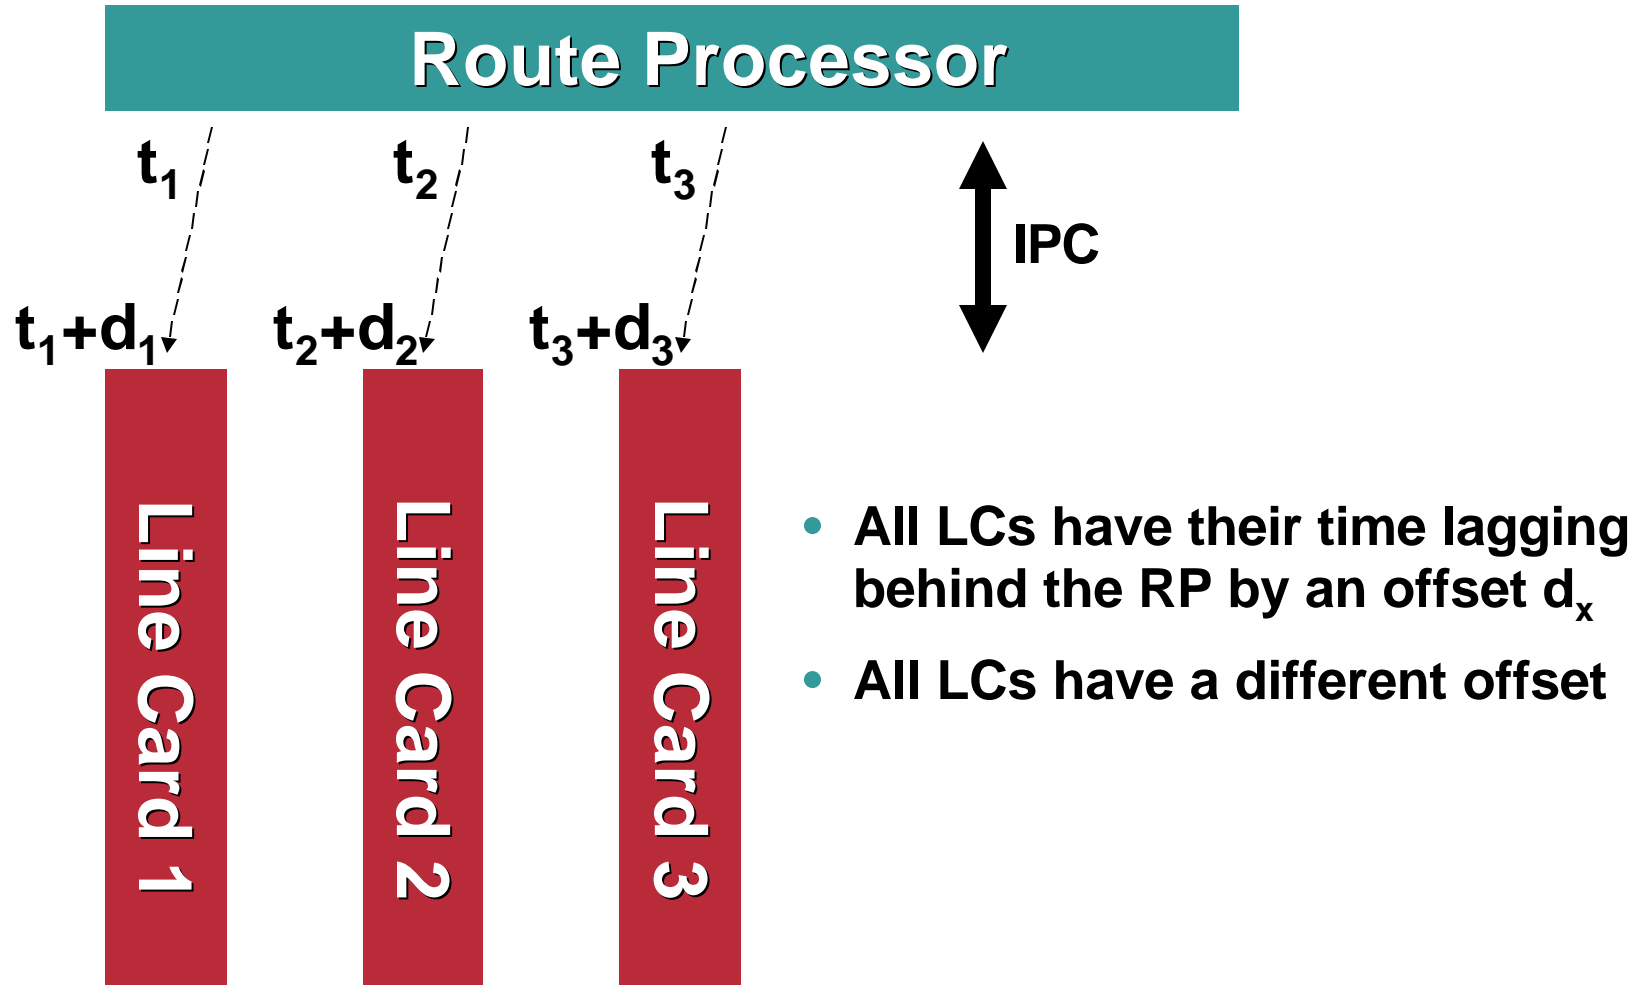 Route Processor
t₁ t₂ t₃
IPC
t₁+d₁ t₂+d₂ t₃+d₃
Line Card 1
Line Card 2
Line Card 3
• All LCs have their time lagging
behind the RP by an offset dₓ
• All LCs have a different offset